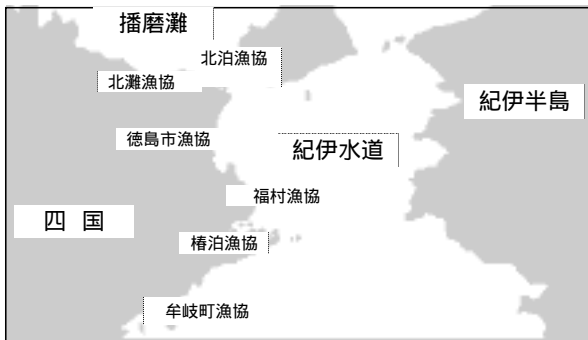 播磨灘
北泊漁協
北灘漁協
紀伊半島
徳島市漁協
紀伊水道
福村漁協
四 国
椿泊漁協
牟岐町漁協